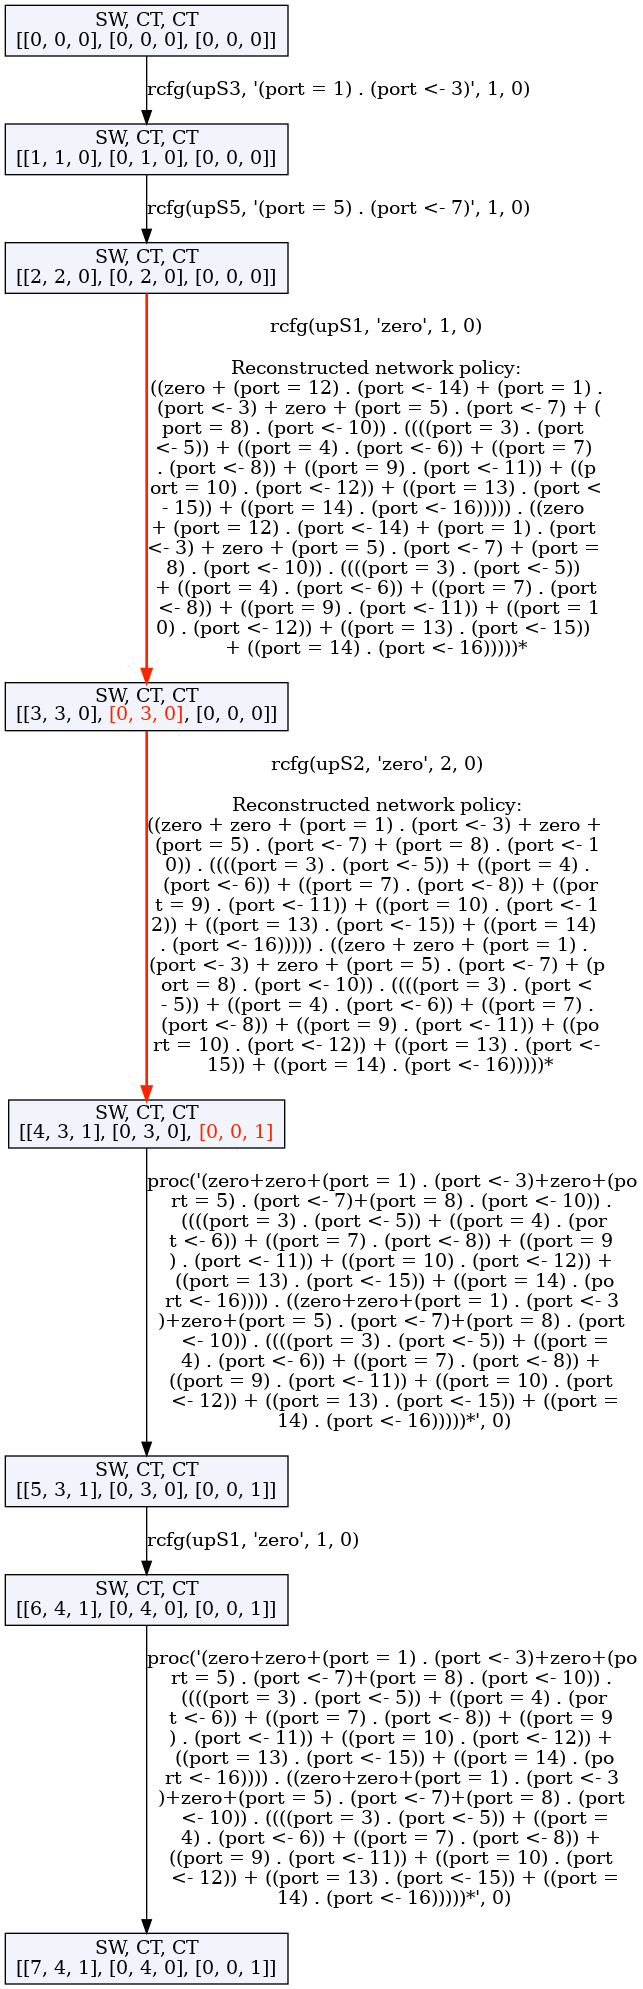 SW, CT, CT
[[0, 0, 0], [0, 0, 0], [0, 0, 0]]
rcfg(upS3, '(port = 1) . (port <- 3)', 1, 0)
SW, CT, CT
[[1, 1, 0], [0, 1, 0], [0, 0, 0]]
rcfg(upS5, '(port = 5) . (port <- 7)', 1, 0)
SW, CT, CT
[[2, 2, 0], [0, 2, 0], [0, 0, 0]]
rcfg(upS1, 'zero', 1, 0)
Reconstructed network policy:
((zero + (port = 12) . (port <- 14) + (port = 1) .
(port <- 3) + zero + (port = 5) . (port <- 7) + (
port = 8) . (port <- 10)) . ((((port = 3) . (port
<- 5)) + ((port = 4) . (port <- 6)) + ((port = 7)
. (port <- 8)) + ((port = 9) . (port <- 11)) + ((p
ort = 10) . (port <- 12)) + ((port = 13) . (port <
- 15)) + ((port = 14) . (port <- 16))))) . ((zero
+ (port = 12) . (port <- 14) + (port = 1) . (port
<- 3) + zero + (port = 5) . (port <- 7) + (port =
8) . (port <- 10)) . ((((port = 3) . (port <- 5))
+ ((port = 4) . (port <- 6)) + ((port = 7) . (port
<- 8)) + ((port = 9) . (port <- 11)) + ((port = 1
0) . (port <- 12)) + ((port = 13) . (port <- 15))
+ ((port = 14) . (port <- 16)))))*
SW, CT, CT
[[3, 3, 0], [0, 3, 0], [0, 0, 0]]
rcfg(upS2, 'zero', 2, 0)
Reconstructed network policy:
((zero + zero + (port = 1) . (port <- 3) + zero +
(port = 5) . (port <- 7) + (port = 8) . (port <- 1
0)) . ((((port = 3) . (port <- 5)) + ((port = 4) .
(port <- 6)) + ((port = 7) . (port <- 8)) + ((por
t = 9) . (port <- 11)) + ((port = 10) . (port <- 1
2)) + ((port = 13) . (port <- 15)) + ((port = 14)
. (port <- 16))))) . ((zero + zero + (port = 1) .
(port <- 3) + zero + (port = 5) . (port <- 7) + (p
ort = 8) . (port <- 10)) . ((((port = 3) . (port <
- 5)) + ((port = 4) . (port <- 6)) + ((port = 7) .
(port <- 8)) + ((port = 9) . (port <- 11)) + ((po
rt = 10) . (port <- 12)) + ((port = 13) . (port <-
15)) + ((port = 14) . (port <- 16)))))*
SW, CT, CT
[[4, 3, 1], [0, 3, 0], [0, 0, 1]
proc('(zero+zero+(port = 1) . (port <- 3)+zero+(po
rt = 5) . (port <- 7)+(port = 8) . (port <- 10)) .
((((port = 3) . (port <- 5)) + ((port = 4) . (por
t <- 6)) + ((port = 7) . (port <- 8)) + ((port = 9
) . (port <- 11)) + ((port = 10) . (port <- 12)) +
((port = 13) . (port <- 15)) + ((port = 14) . (po
rt <- 16)))) . ((zero+zero+(port = 1) . (port <- 3
)+zero+(port = 5) . (port <- 7)+(port = 8) . (port
<- 10)) . ((((port = 3) . (port <- 5)) + ((port =
4) . (port <- 6)) + ((port = 7) . (port <- 8)) +
((port = 9) . (port <- 11)) + ((port = 10) . (port
<- 12)) + ((port = 13) . (port <- 15)) + ((port =
14) . (port <- 16)))))*', 0)
SW, CT, CT
[[5, 3, 1], [0, 3, 0], [0, 0, 1]]
rcfg(upS1, 'zero', 1, 0)
SW, CT, CT
[[6, 4, 1], [0, 4, 0], [0, 0, 1]]
proc('(zero+zero+(port = 1) . (port <- 3)+zero+(po
rt = 5) . (port <- 7)+(port = 8) . (port <- 10)) .
((((port = 3) . (port <- 5)) + ((port = 4) . (por
t <- 6)) + ((port = 7) . (port <- 8)) + ((port = 9
) . (port <- 11)) + ((port = 10) . (port <- 12)) +
((port = 13) . (port <- 15)) + ((port = 14) . (po
rt <- 16)))) . ((zero+zero+(port = 1) . (port <- 3
)+zero+(port = 5) . (port <- 7)+(port = 8) . (port
<- 10)) . ((((port = 3) . (port <- 5)) + ((port =
4) . (port <- 6)) + ((port = 7) . (port <- 8)) +
((port = 9) . (port <- 11)) + ((port = 10) . (port
<- 12)) + ((port = 13) . (port <- 15)) + ((port =
14) . (port <- 16)))))*', 0)
SW, CT, CT
[[7, 4, 1], [0, 4, 0], [0, 0, 1]]